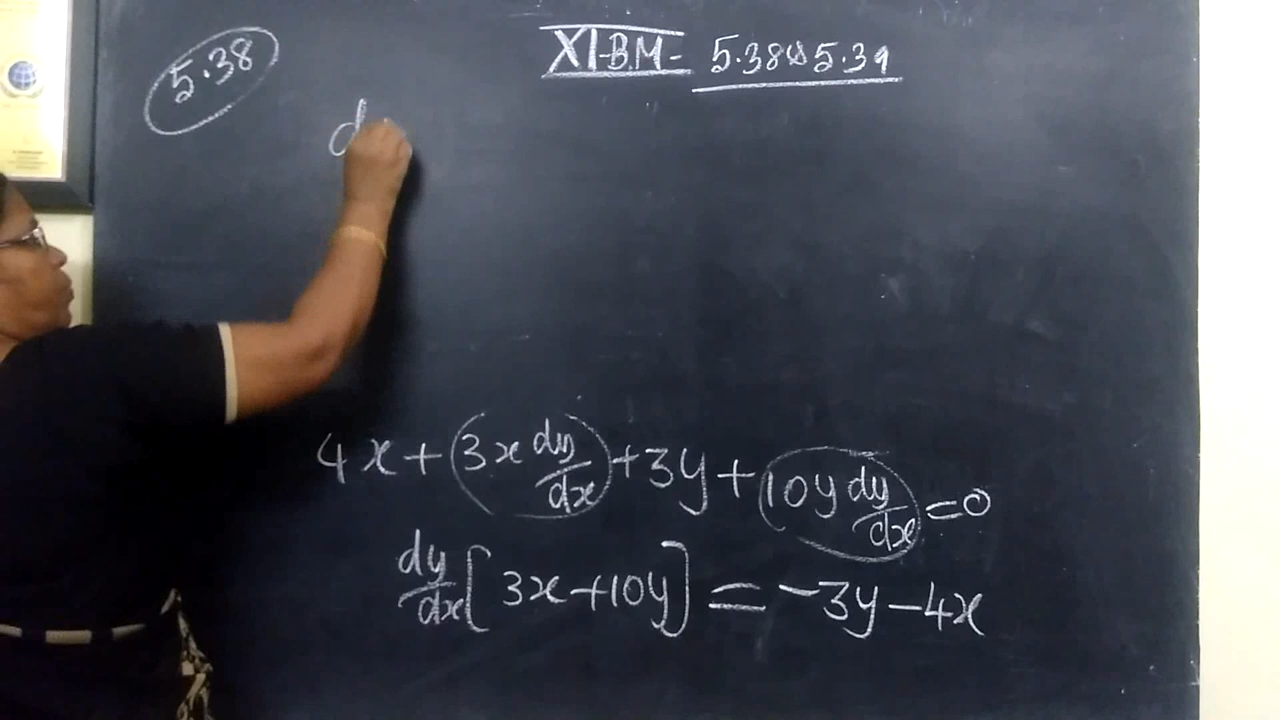 XI-B.M- 5.38 & 5.39
5.38
d
4x + 3x dy/dx + 3y + 10y dy/dx = 0
dy/dx [3x + 10y] = -3y - 4x